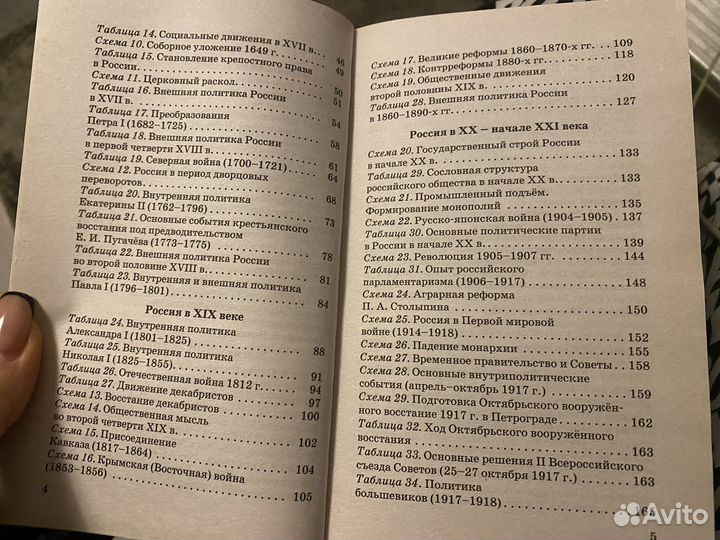 Таблица 14. Социальные движения в XVII в. 46
Схема 10. Соборное уложение 1649 г. 49
Таблица 15. Становление крепостного права
в России. 50
Схема 11. Церковный раскол. 51
Таблица 16. Внешняя политика России
в XVII в. 54
Таблица 17. Преобразования
Петра I (1682–1725) 58
Таблица 18. Внешняя политика России
в первой четверти XVIII в. 61
Таблица 19. Северная война (1700–1721) 64
Схема 12. Россия в период дворцовых
переворотов 68
Таблица 20. Внутренняя политика
Екатерины II (1762–1796) 73
Таблица 21. Основные события крестьянского
восстания под предводительством
Е. И. Пугачёва (1773–1775) 78
Таблица 22. Внешняя политика России
во второй половине XVIII в. 81
Таблица 23. Внутренняя и внешняя политика
Павла I (1796–1801) 84
Россия в XIX веке
Таблица 24. Внутренняя политика
Александра I (1801–1825) 88
Таблица 25. Внутренняя политика
Николая I (1825–1855) 91
Таблица 26. Отечественная война 1812 г. 94
Таблица 27. Движение декабристов 97
Схема 13. Восстание декабристов 100
Схема 14. Общественная мысль
во второй четверти XIX в. 102
Схема 15. Присоединение
Кавказа (1817–1864) 104
Схема 16. Крымская (Восточная) война
(1853–1856) 105
4
Схема 17. Великие реформы 1860–1870-х гг. 109
Схема 18. Контрреформы 1880-х гг. 118
Схема 19. Общественные движения
второй половины XIX в. 120
Таблица 28. Внешняя политика России
в 1860–1890-х гг. 127
Россия в XX – начале XXI века
Схема 20. Государственный строй России
в начале XX в. 133
Таблица 29. Сословная структура
российского общества в начале XX в. 133
Схема 21. Промышленный подъём.
Формирование монополий 135
Схема 22. Русско-японская война (1904–1905) 137
Таблица 30. Основные политические партии
в России в начале XX в. 139
Схема 23. Революция 1905–1907 гг. 144
Таблица 31. Опыт российского
парламентаризма (1906–1917) 148
Схема 24. Аграрная реформа
П. А. Столыпина 150
Схема 25. Россия в Первой мировой
войне (1914–1918) 152
Схема 26. Падение монархии 155
Схема 27. Временное правительство и Советы
Схема 28. Основные внутриполитические
события (апрель–октябрь 1917 г.) 159
Схема 29. Подготовка Октябрьского вооружён-
ного восстание 1917 г. в Петрограде 162
Таблица 32. Ход Октябрьского вооружённого
восстания 163
Таблица 33. Основные решения II Всероссийского
съезда Советов (25–27 октября 1917 г.) 163
Таблица 34. Политика
большевиков (1917–1918)
5
Avito